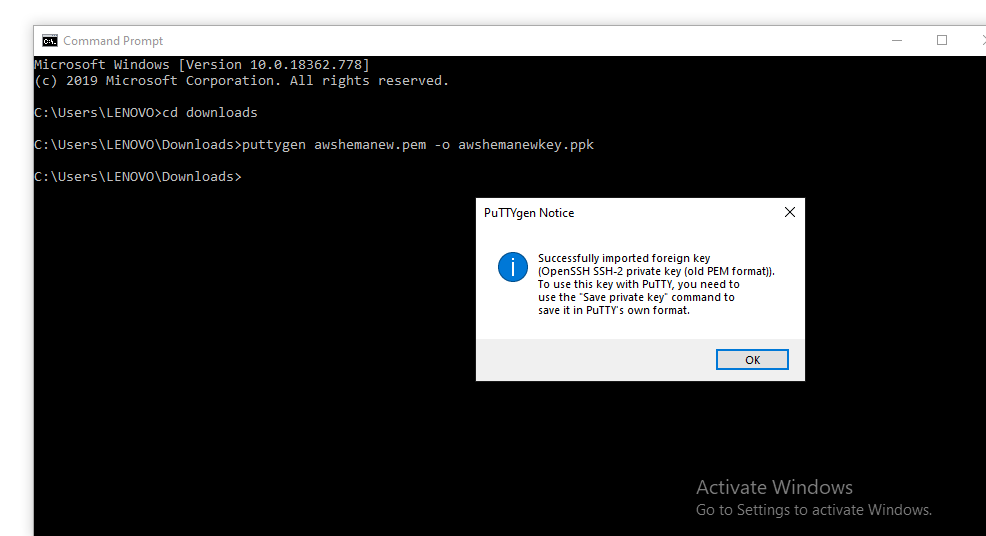 Command Prompt
Microsoft Windows [Version 10.0.18362.778]
(c) 2019 Microsoft Corporation. All rights reserved.
C:\Users\LENOVO>cd downloads
C:\Users\LENOVO\Downloads>puttygen awshemanew.pem -o awshemanewkey.ppk
C:\Users\LENOVO\Downloads>
PuTTYgen Notice
Successfully imported foreign key
(OpenSSH SSH-2 private key (old PEM format)).
To use this key with PuTTY, you need to
use the "Save private key" command to
save it in PuTTY's own format.
OK
Activate Windows
Go to Settings to activate Windows.